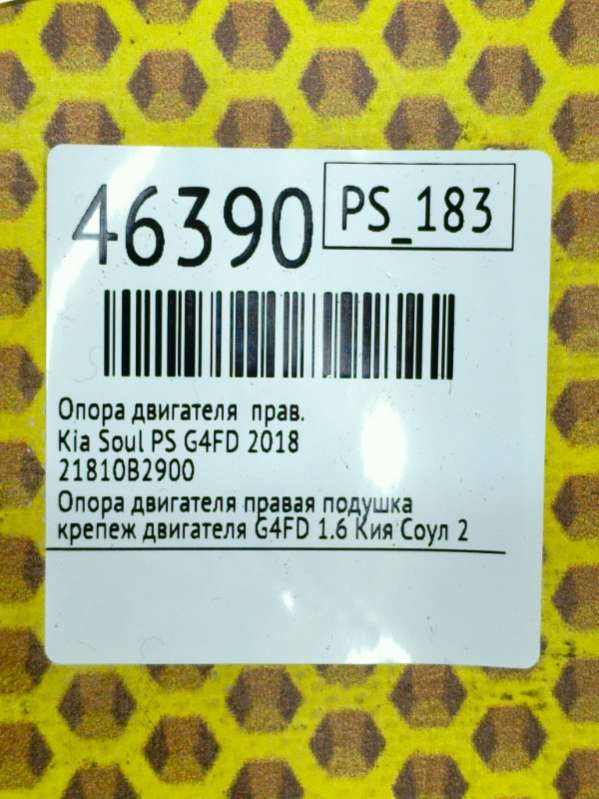 46390
PS_183
Опора двигателя прав.
Kia Soul PS G4FD 2018
21810B2900
Опора двигателя правая подушка
крепеж двигателя G4FD 1.6 Кия Соул 2